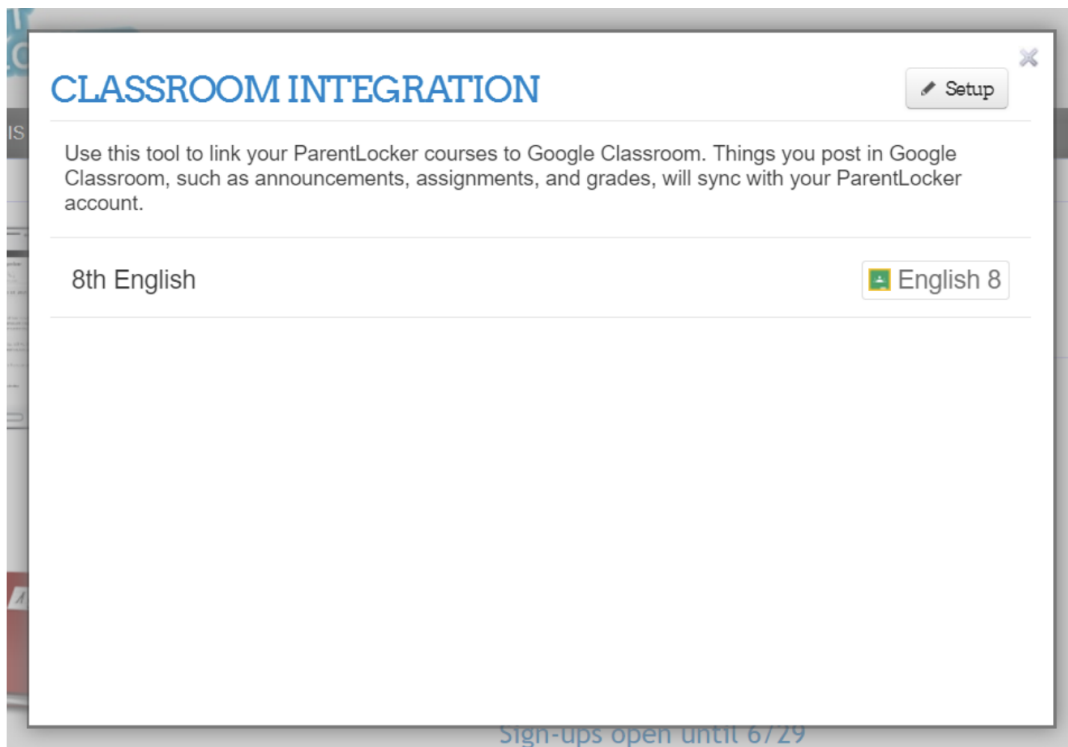 CLASSROOM INTEGRATION
Setup
Use this tool to link your ParentLocker courses to Google Classroom. Things you post in Google
Classroom, such as announcements, assignments, and grades, will sync with your ParentLocker
account.
8th English
English 8
IS
Sign-ups open until 6/29